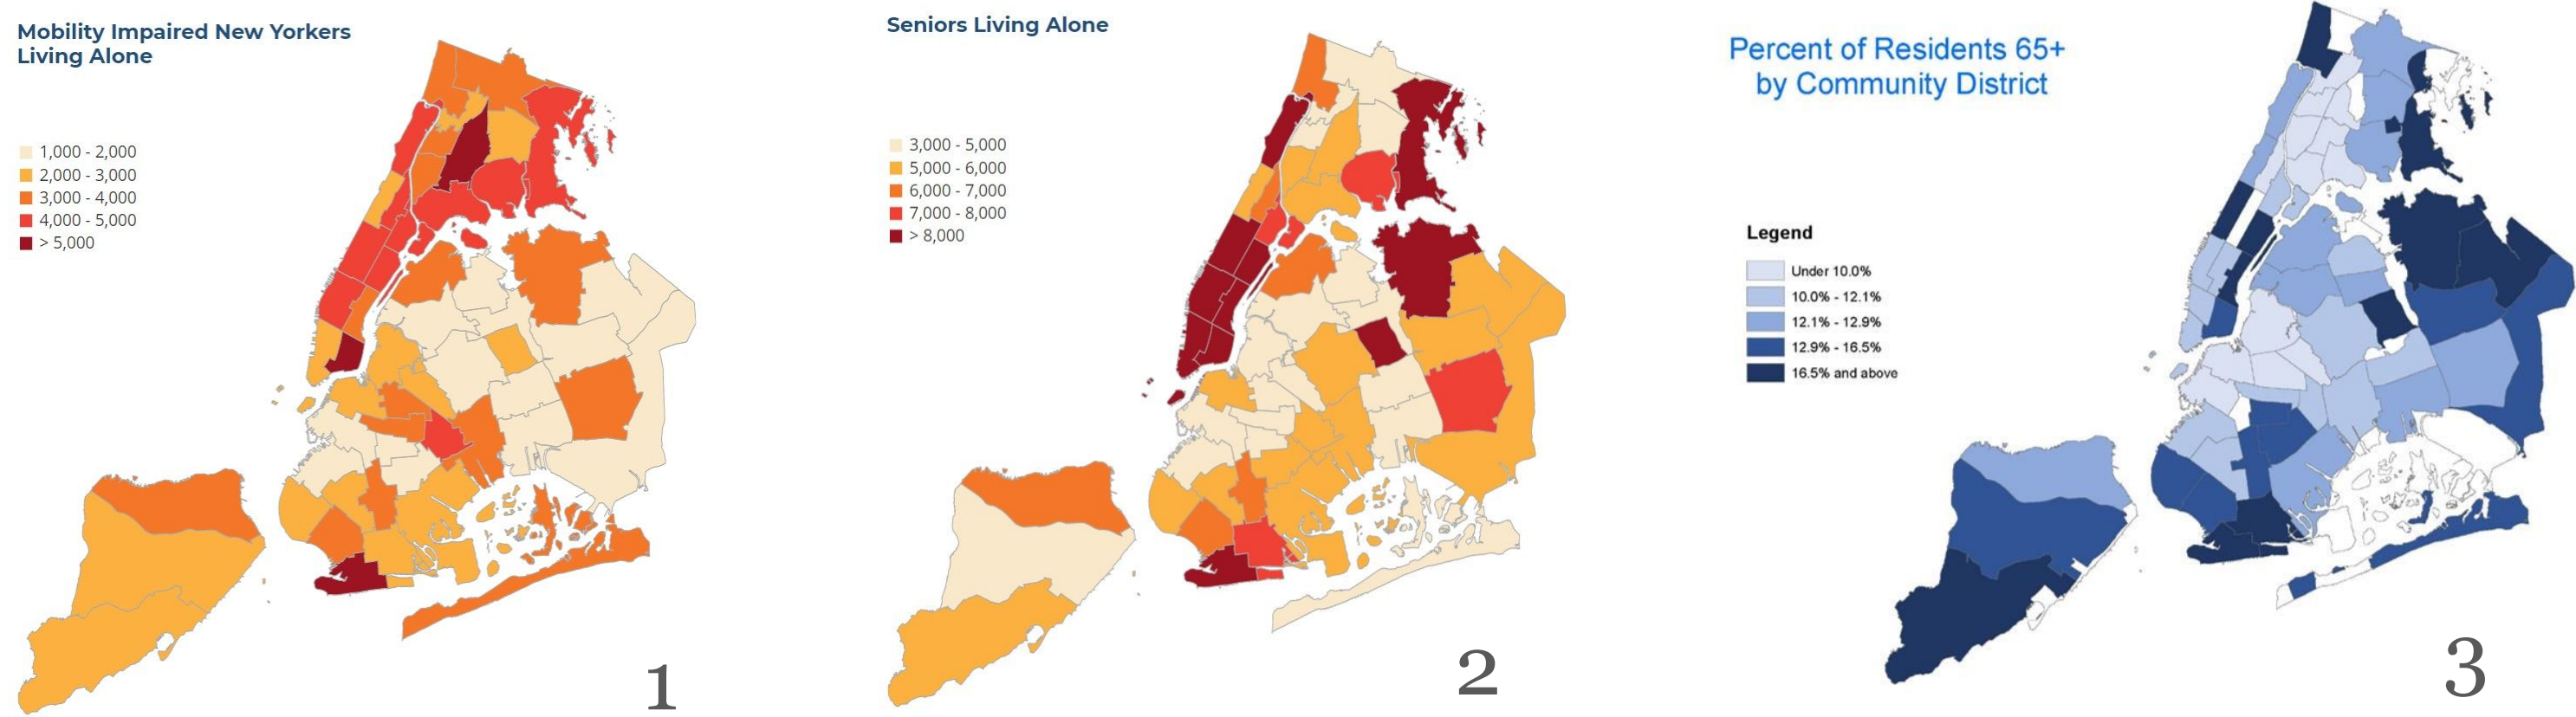 Mobility Impaired New Yorkers
Living Alone
1,000 - 2,000
2,000 - 3,000
3,000 - 4,000
4,000 - 5,000
> 5,000
1
Seniors Living Alone
3,000 - 5,000
5,000 - 6,000
6,000 - 7,000
7,000 - 8,000
> 8,000
2
Percent of Residents 65+
by Community District
Legend
Under 10.0%
10.0% - 12.1%
12.1% - 12.9%
12.9% - 16.5%
16.5% and above
3